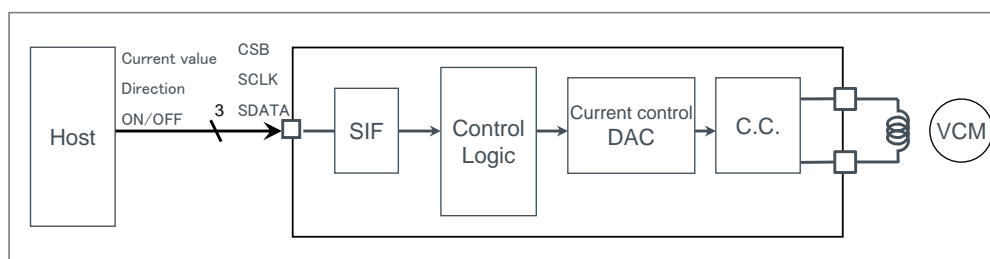 Host
Current value
Direction
ON/OFF
3
CSB
SCLK
SDATA
SIF
Control
Logic
Current control
DAC
C.C.
VCM